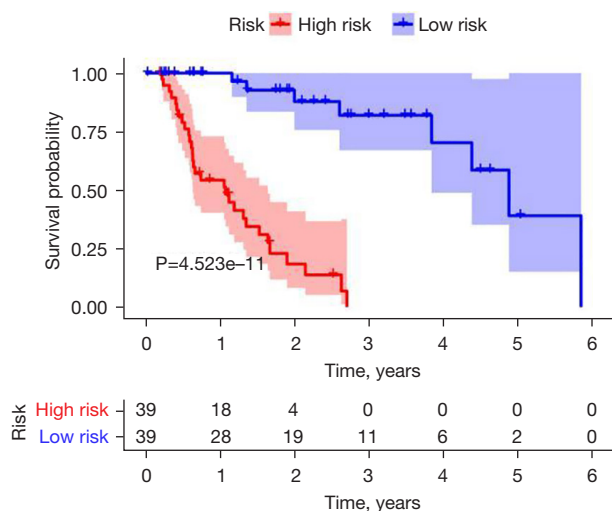 Risk High risk Low risk
Survival probability
1.00
0.75
0.50
0.25
0.00
P=4.523e–11
0 1 2 3 4 5 6
Time, years
Risk
High risk 39 18 4 0 0 0 0
Low risk 39 28 19 11 6 2 0
0 1 2 3 4 5 6
Time, years